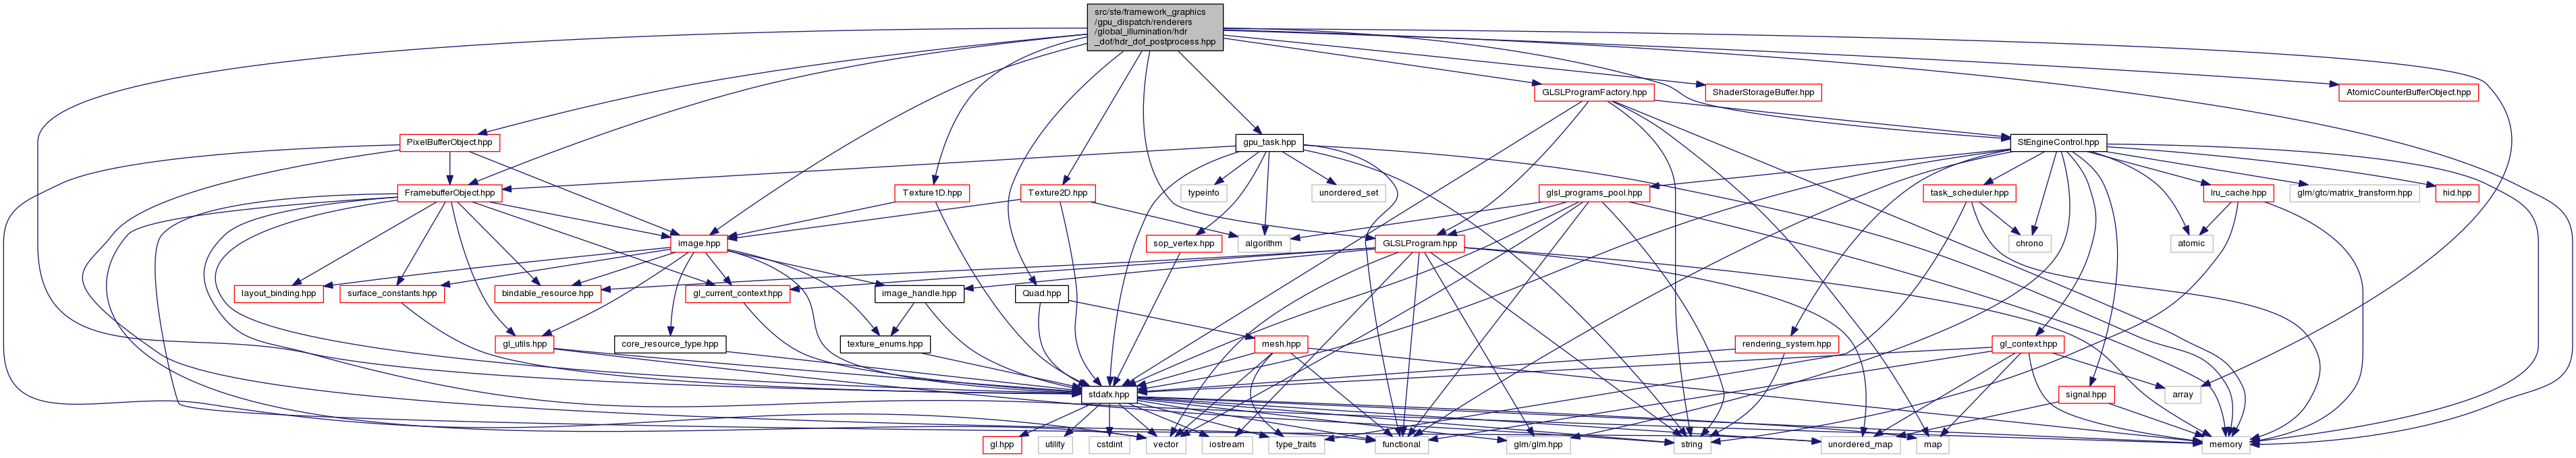 src/ste/framework_graphics
/gpu_dispatch/renderers
/global_illumination/hdr
_dof/hdr_dof_postprocess.hpp
GLSLProgramFactory.hpp
ShaderStorageBuffer.hpp
AtomicCounterBufferObject.hpp
PixelBufferObject.hpp
gpu_task.hpp
StEngineControl.hpp
FramebufferObject.hpp
Texture1D.hpp
Texture2D.hpp
typeinfo
unordered_set
glsl_programs_pool.hpp
task_scheduler.hpp
lru_cache.hpp
glm/gtc/matrix_transform.hpp
hid.hpp
image.hpp
sop_vertex.hpp
algorithm
GLSLProgram.hpp
chrono
atomic
layout_binding.hpp
surface_constants.hpp
bindable_resource.hpp
gl_current_context.hpp
image_handle.hpp
Quad.hpp
gl_utils.hpp
core_resource_type.hpp
texture_enums.hpp
mesh.hpp
rendering_system.hpp
gl_context.hpp
stdafx.hpp
signal.hpp
array
gl.hpp
utility
cstdint
vector
iostream
type_traits
functional
glm/glm.hpp
string
unordered_map
map
memory